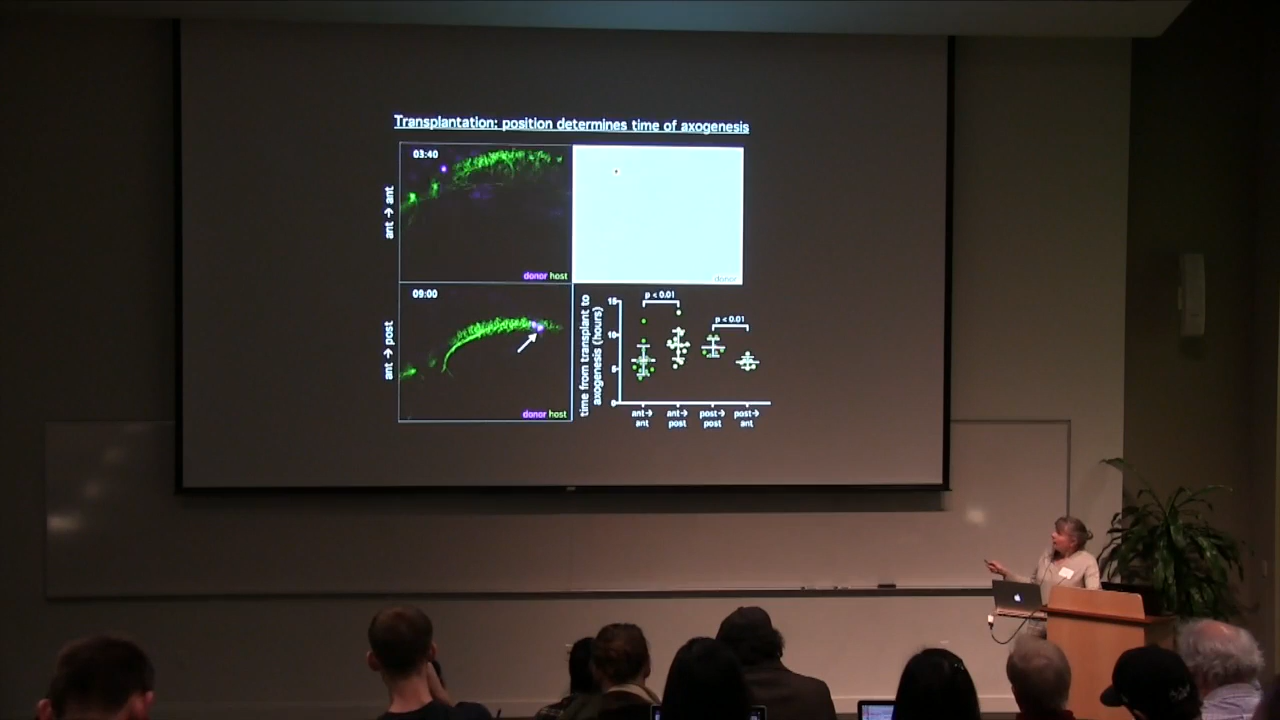 Transplantation: position determines time of axogenesis
03:40
ant → ant
donor host
donor
09:00
ant → post
donor host
time from transplant to
axogenesis (hours)
15
10
5
0
p < 0.01
p < 0.01
ant→
ant
ant→
post
post→
post
post→
ant